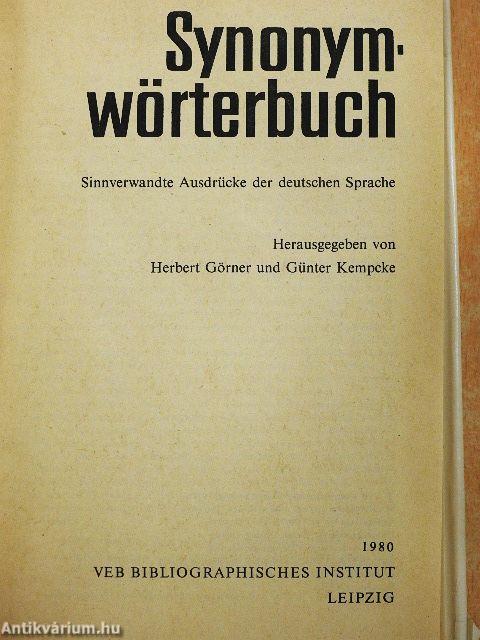 Synonym-
wörterbuch
Sinnverwandte Ausdrücke der deutschen Sprache
Herausgegeben von
Herbert Görner und Günter Kempcke
1980
VEB BIBLIOGRAPHISCHES INSTITUT
LEIPZIG
Antikvárium.hu